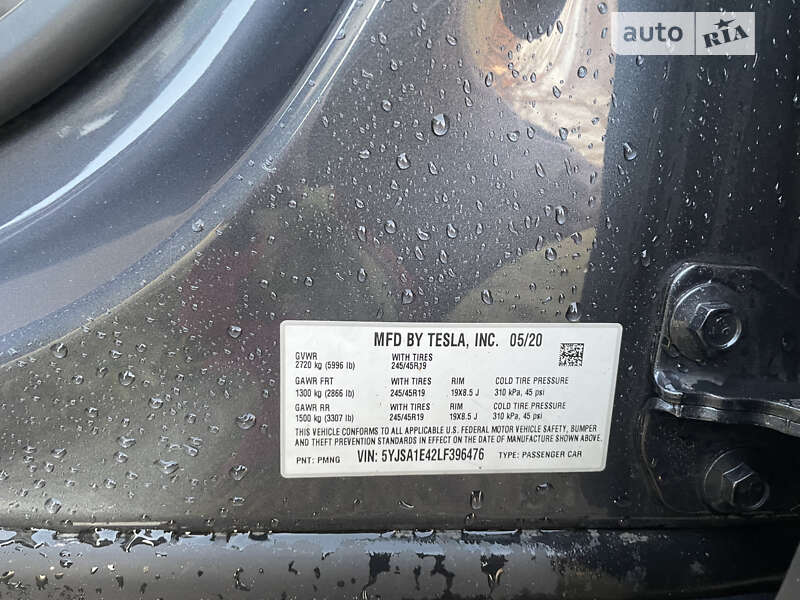 auto RIA
MFD BY TESLA, INC. 05/20
GVWR WITH TIRES
2720 kg (5996 lb) 245/45R19
GAWR FRT WITH TIRES RIM COLD TIRE PRESSURE
1300 kg (2866 lb) 245/45R19 19X8.5 J 310 kPa, 45 psi
GAWR RR WITH TIRES RIM COLD TIRE PRESSURE
1500 kg (3307 lb) 245/45R19 19X8.5 J 310 kPa, 45 psi
THIS VEHICLE CONFORMS TO ALL APPLICABLE U.S. FEDERAL MOTOR VEHICLE SAFETY, BUMPER
AND THEFT PREVENTION STANDARDS IN EFFECT ON THE DATE OF MANUFACTURE SHOWN ABOVE.
PNT: PMNG VIN: 5YJSA1E42LF396476 TYPE: PASSENGER CAR